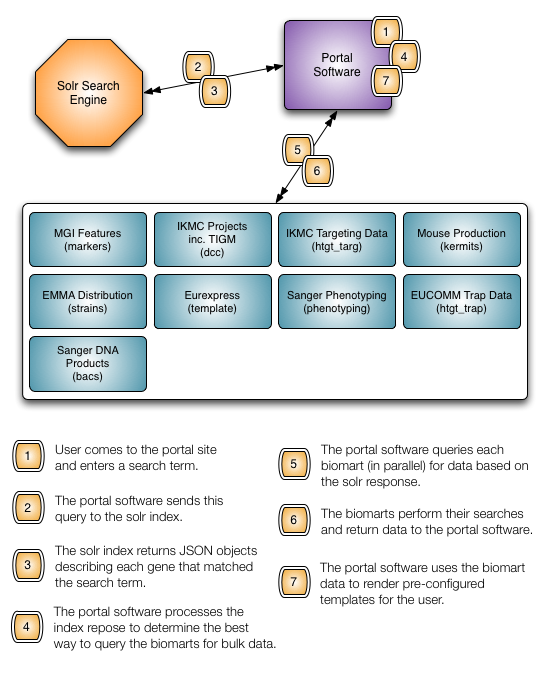 1
4
7
Portal
Software
2
3
Solr Search
Engine
5
6
MGI Features
(markers)
IKMC Projects
inc. TIGM
(dcc)
IKMC Targeting Data
(htgt_targ)
Mouse Production
(kermits)
EMMA Distribution
(strains)
Eurexpress
(template)
Sanger Phenotyping
(phenotyping)
EUCOMM Trap Data
(htgt_trap)
Sanger DNA
Products
(bacs)
1
User comes to the portal site
and enters a search term.
2
The portal software sends this
query to the solr index.
3
The solr index returns JSON objects
describing each gene that matched
the search term.
4
The portal software processes the
index repose to determine the best
way to query the biomarts for bulk data.
5
The portal software queries each
biomart (in parallel) for data based on
the solr response.
6
The biomarts perform their searches
and return data to the portal software.
7
The portal software uses the biomart
data to render pre-configured
templates for the user.